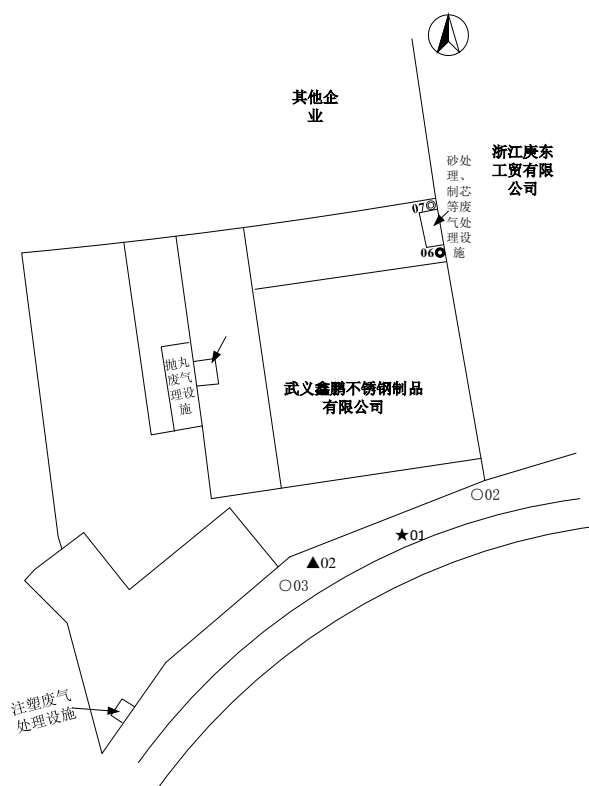 其他企
业
浙江庚东
工贸有限
公司
砂处
理、
制芯
等废
气处
理设
施
07◎
06
抛丸
废气
理设
施
武义鑫鹏不锈钢制品
有限公司
○02
★01
▲02
○03
注塑废气
处理设施